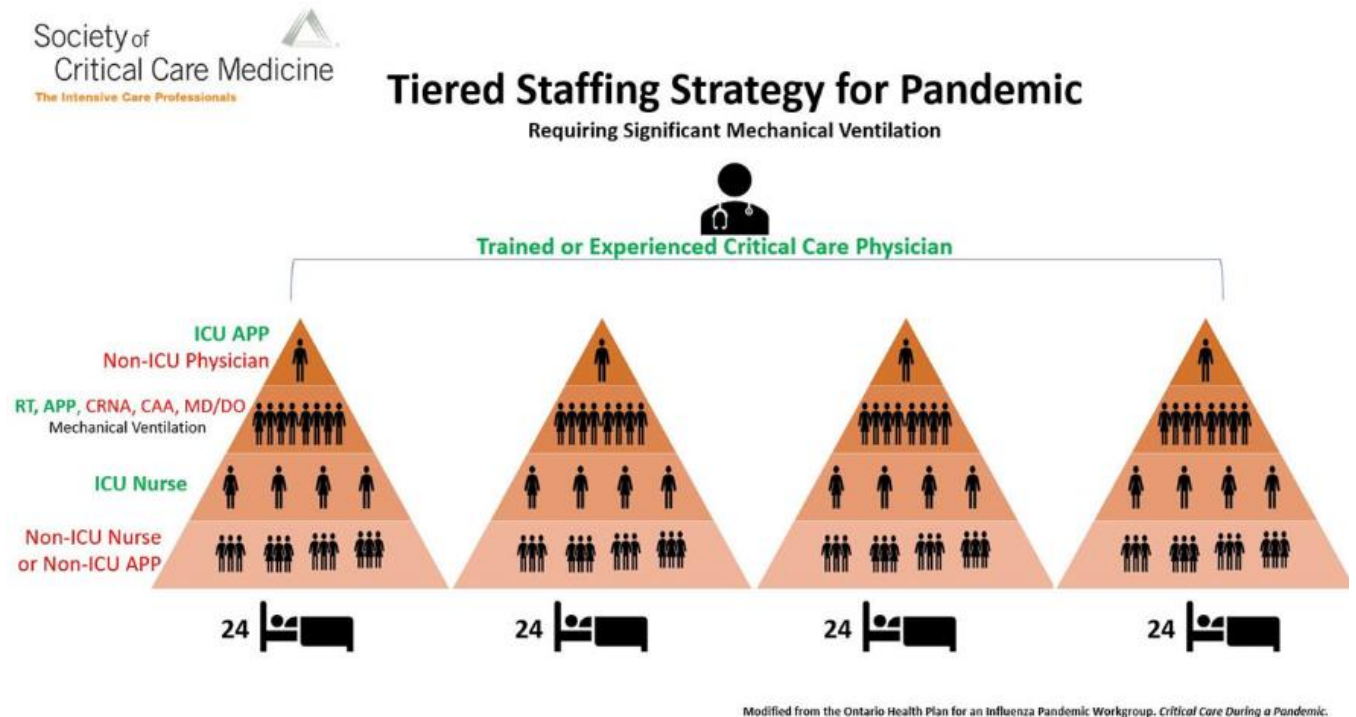 Society of
Critical Care Medicine
The Intensive Care Professionals
Tiered Staffing Strategy for Pandemic
Requiring Significant Mechanical Ventilation
Trained or Experienced Critical Care Physician
ICU APP
Non-ICU Physician
RT, APP, CRNA, CAA, MD/DO
Mechanical Ventilation
ICU Nurse
Non-ICU Nurse
or Non-ICU APP
24
24
24
24
Modified from the Ontario Health Plan for an Influenza Pandemic Workgroup. Critical Care During a Pandemic.